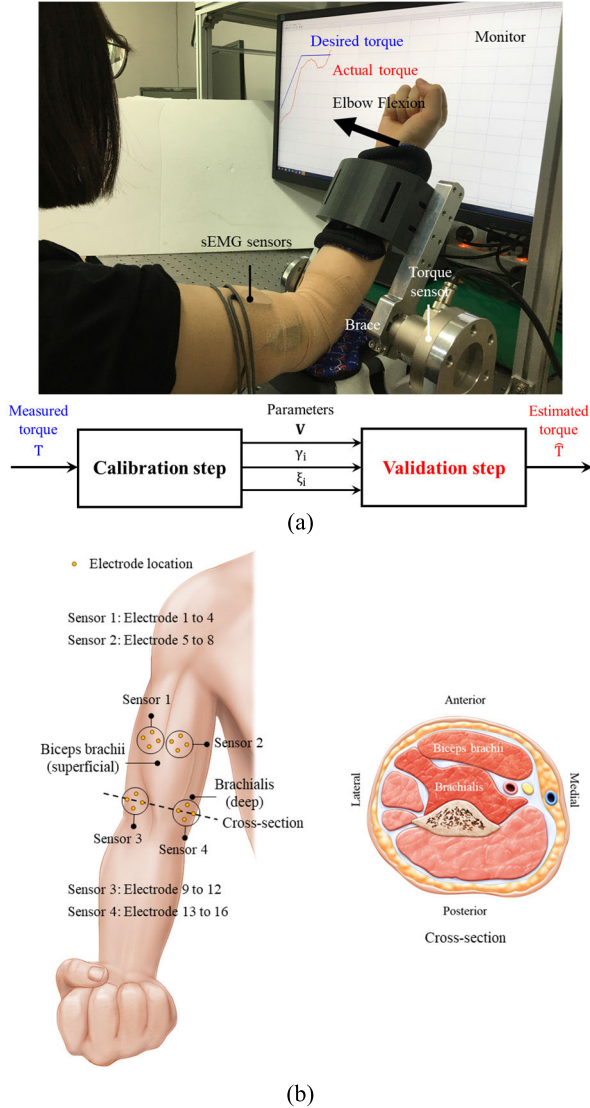 Desired torque
Monitor
Actual torque
Elbow Flexion
sEMG sensors
Torque
sensor
Brace
Measured
torque
T
Parameters
V
γi
ξi
Calibration step
Validation step
Estimated
torque
T̂
(a)
Electrode location
Sensor 1: Electrode 1 to 4
Sensor 2: Electrode 5 to 8
Sensor 1
Sensor 2
Biceps brachii
(superficial)
Brachialis
(deep)
Cross-section
Sensor 3
Sensor 4
Sensor 3: Electrode 9 to 12
Sensor 4: Electrode 13 to 16
Anterior
Biceps brachii
Brachialis
Lateral
Medial
Posterior
Cross-section
(b)